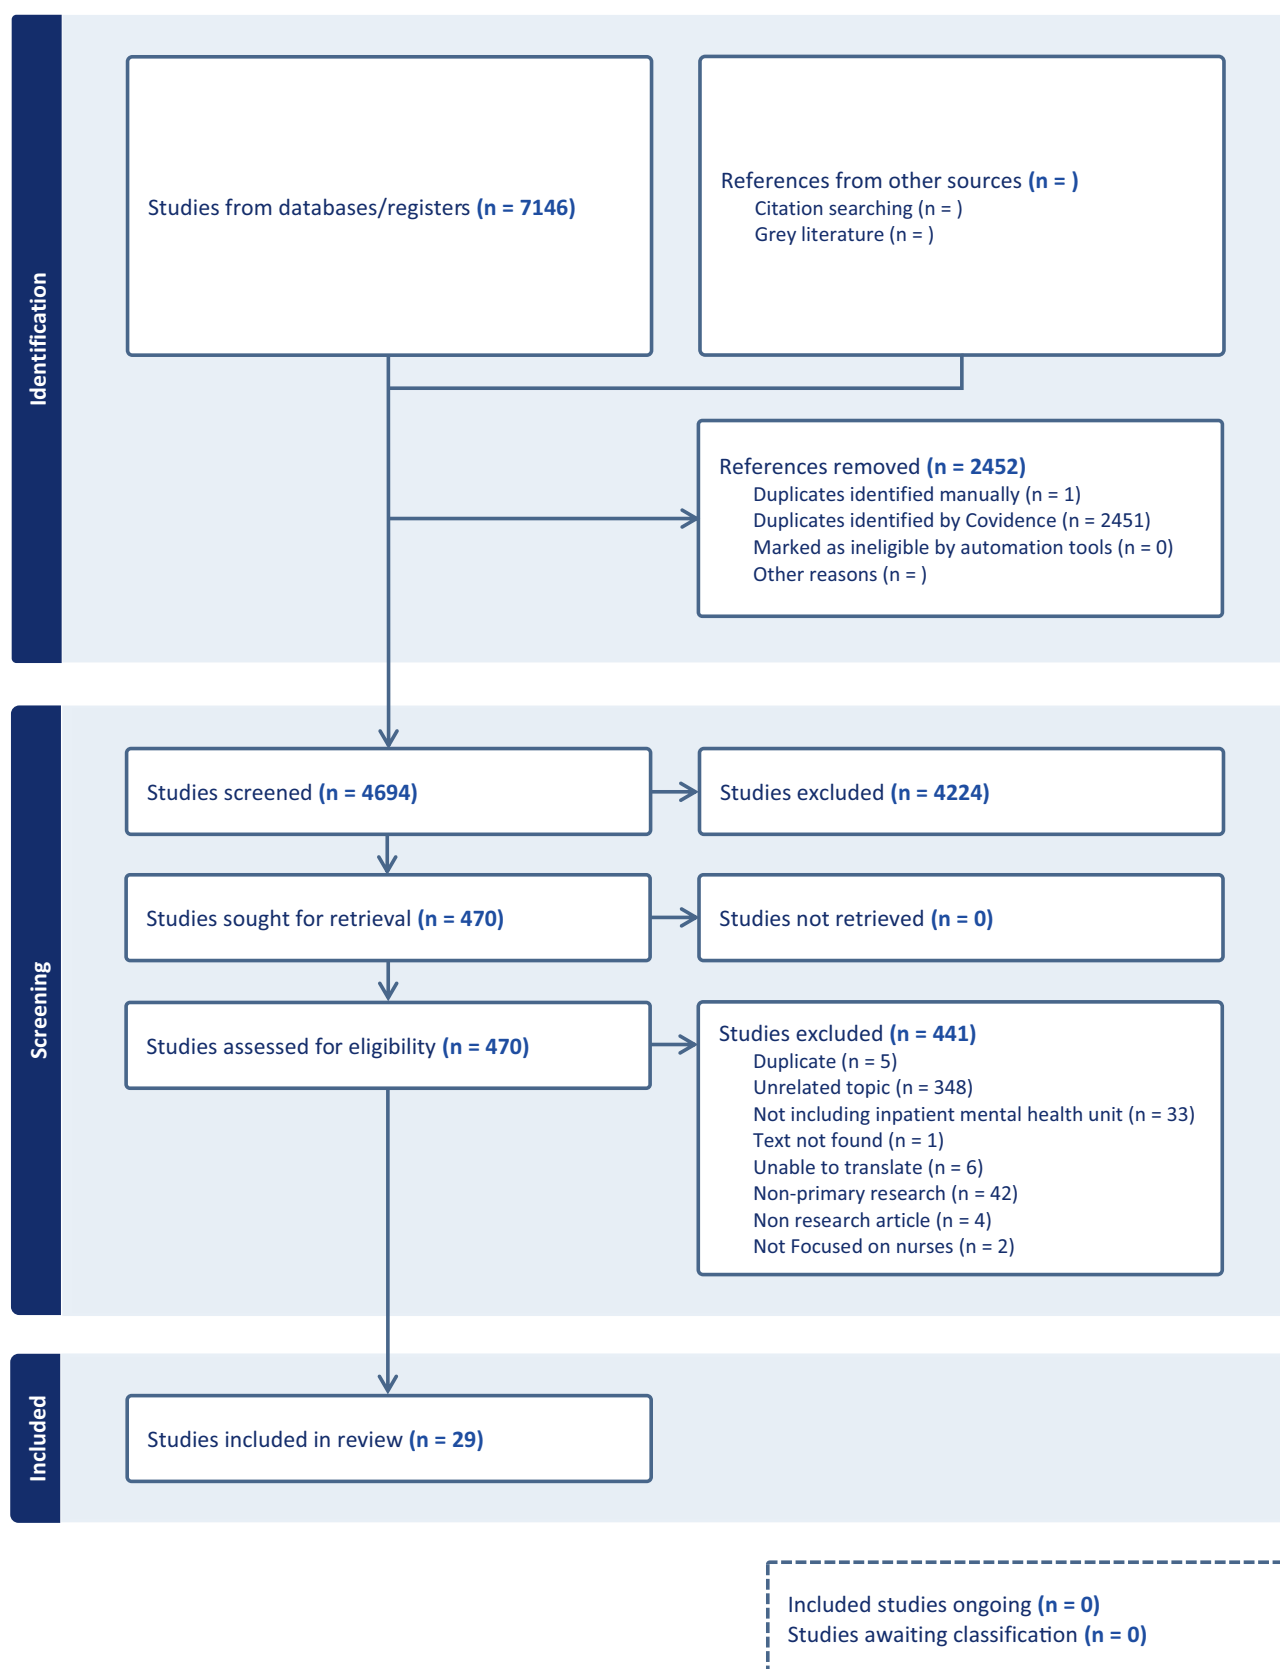 Identification
Studies from databases/registers (n = 7146)
References from other sources (n = )
Citation searching (n = )
Grey literature (n = )
References removed (n = 2452)
Duplicates identified manually (n = 1)
Duplicates identified by Covidence (n = 2451)
Marked as ineligible by automation tools (n = 0)
Other reasons (n = )
Screening
Studies screened (n = 4694)
Studies excluded (n = 4224)
Studies sought for retrieval (n = 470)
Studies not retrieved (n = 0)
Studies assessed for eligibility (n = 470)
Studies excluded (n = 441)
Duplicate (n = 5)
Unrelated topic (n = 348)
Not including inpatient mental health unit (n = 33)
Text not found (n = 1)
Unable to translate (n = 6)
Non-primary research (n = 42)
Non research article (n = 4)
Not Focused on nurses (n = 2)
Included
Studies included in review (n = 29)
Included studies ongoing (n = 0)
Studies awaiting classification (n = 0)